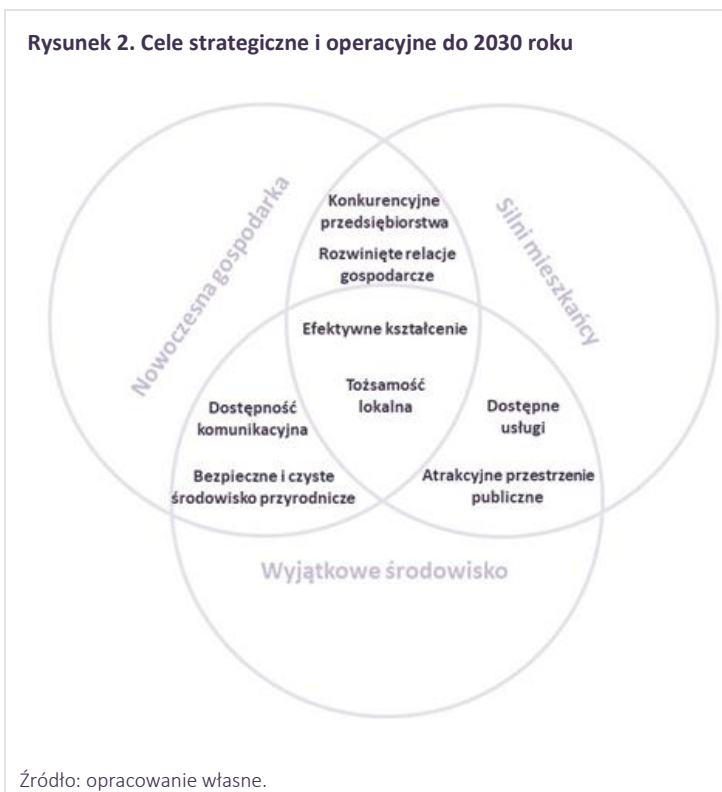 Rysunek 2. Cele strategiczne i operacyjne do 2030 roku
Nowoczesna gospodarka
Silni mieszkańcy
Konkurencyjne
przedsiębiorstwa
Rozwinięte relacje
gospodarcze
Efektywne kształcenie
Tożsamość
lokalna
Dostępność
komunikacyjna
Dostępne
usługi
Bezpieczne i czyste
środowisko przyrodnicze
Atrakcyjne przestrzenie
publiczne
Wyjątkowe środowisko
Źródło: opracowanie własne.